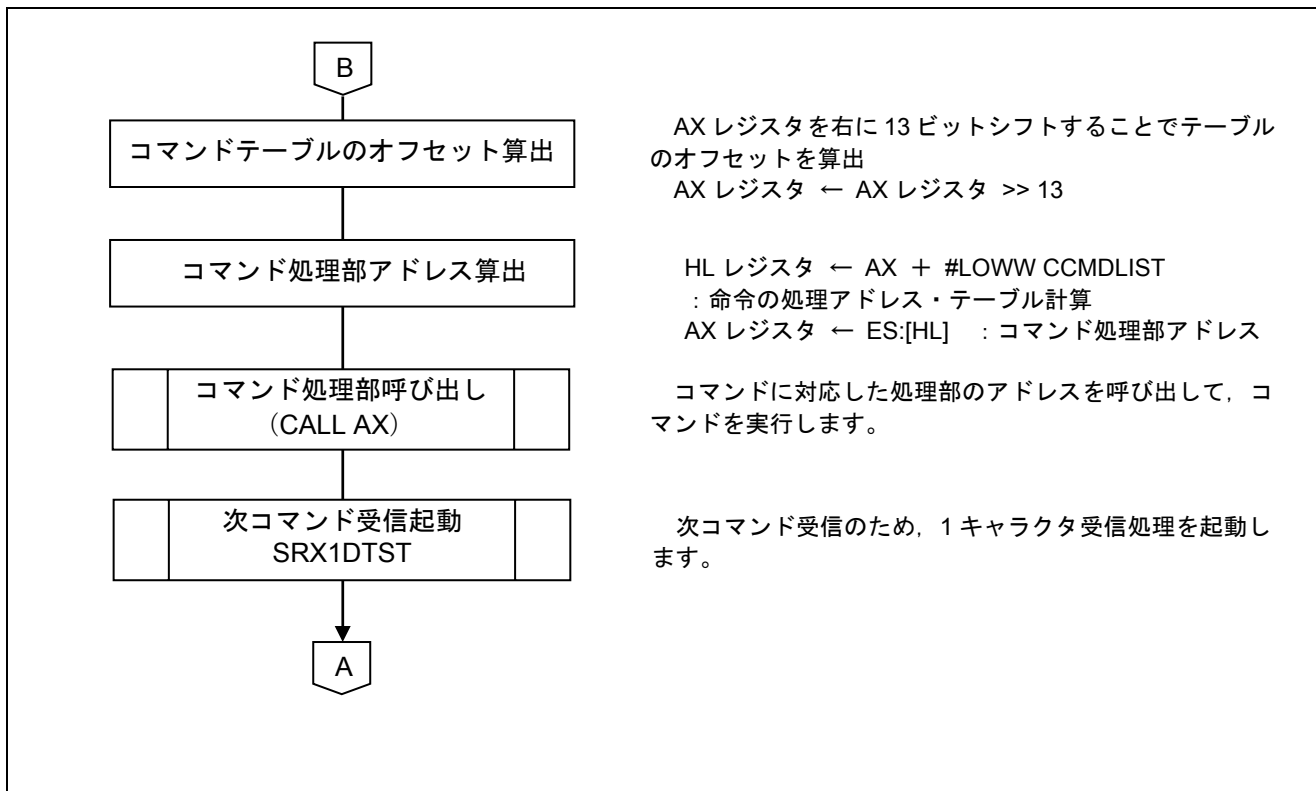 B
コマンドテーブルのオフセット算出
AX レジスタを右に 13 ビットシフトすることでテーブル
のオフセットを算出
AX レジスタ ← AX レジスタ >> 13
コマンド処理部アドレス算出
HL レジスタ ← AX ＋ #LOWW CCMDLIST
：命令の処理アドレス・テーブル計算
AX レジスタ ← ES:[HL] ：コマンド処理部アドレス
コマンド処理部呼び出し
（CALL AX）
コマンドに対応した処理部のアドレスを呼び出して，コ
マンドを実行します。
次コマンド受信起動
SRX1DTST
次コマンド受信のため，1 キャラクタ受信処理を起動し
ます。
A